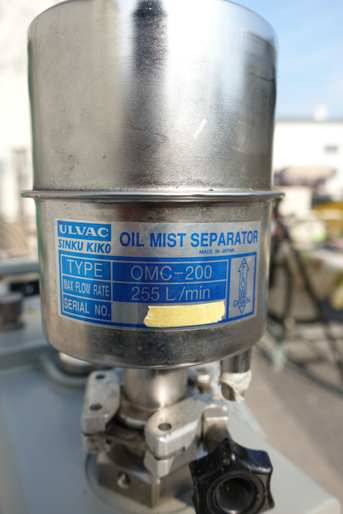 ULVAC
SINKU KIKO
OIL MIST SEPARATOR
MADE IN JAPAN
TYPE OMC-200
MAX FLOW RATE 255 L/min
SERIAL NO.
DRAIN